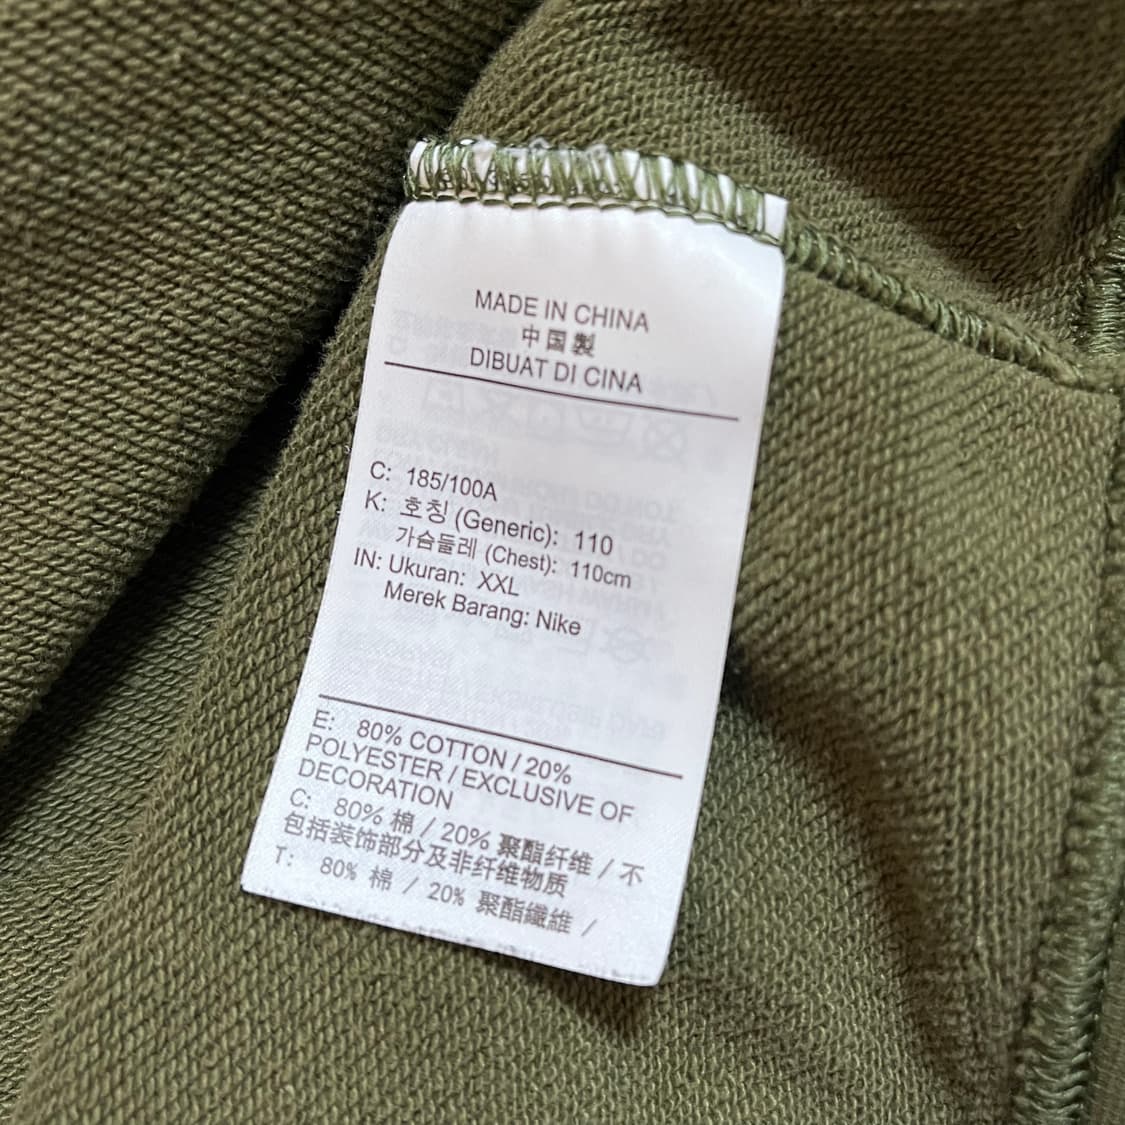 MADE IN CHINA
中国製
DIBUAT DI CINA
C: 185/100A
K: 호칭 (Generic): 110
가슴둘레 (Chest): 110cm
IN: Ukuran: XXL
Merek Barang: Nike
E: 80% COTTON / 20%
POLYESTER / EXCLUSIVE OF
DECORATION
C: 80% 棉 / 20% 聚酯纤维 / 不
包括装饰部分及非纤维物质
T: 80% 棉 / 20% 聚酯纖維 /